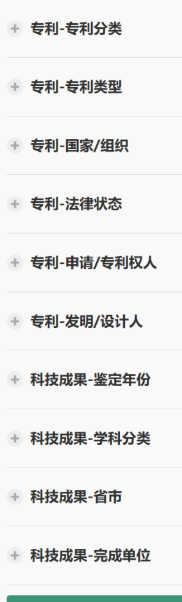 专利-专利分类
专利-专利类型
专利-国家/组织
专利-法律状态
专利-申请/专利权人
专利-发明/设计人
科技成果-鉴定年份
科技成果-学科分类
科技成果-省市
科技成果-完成单位